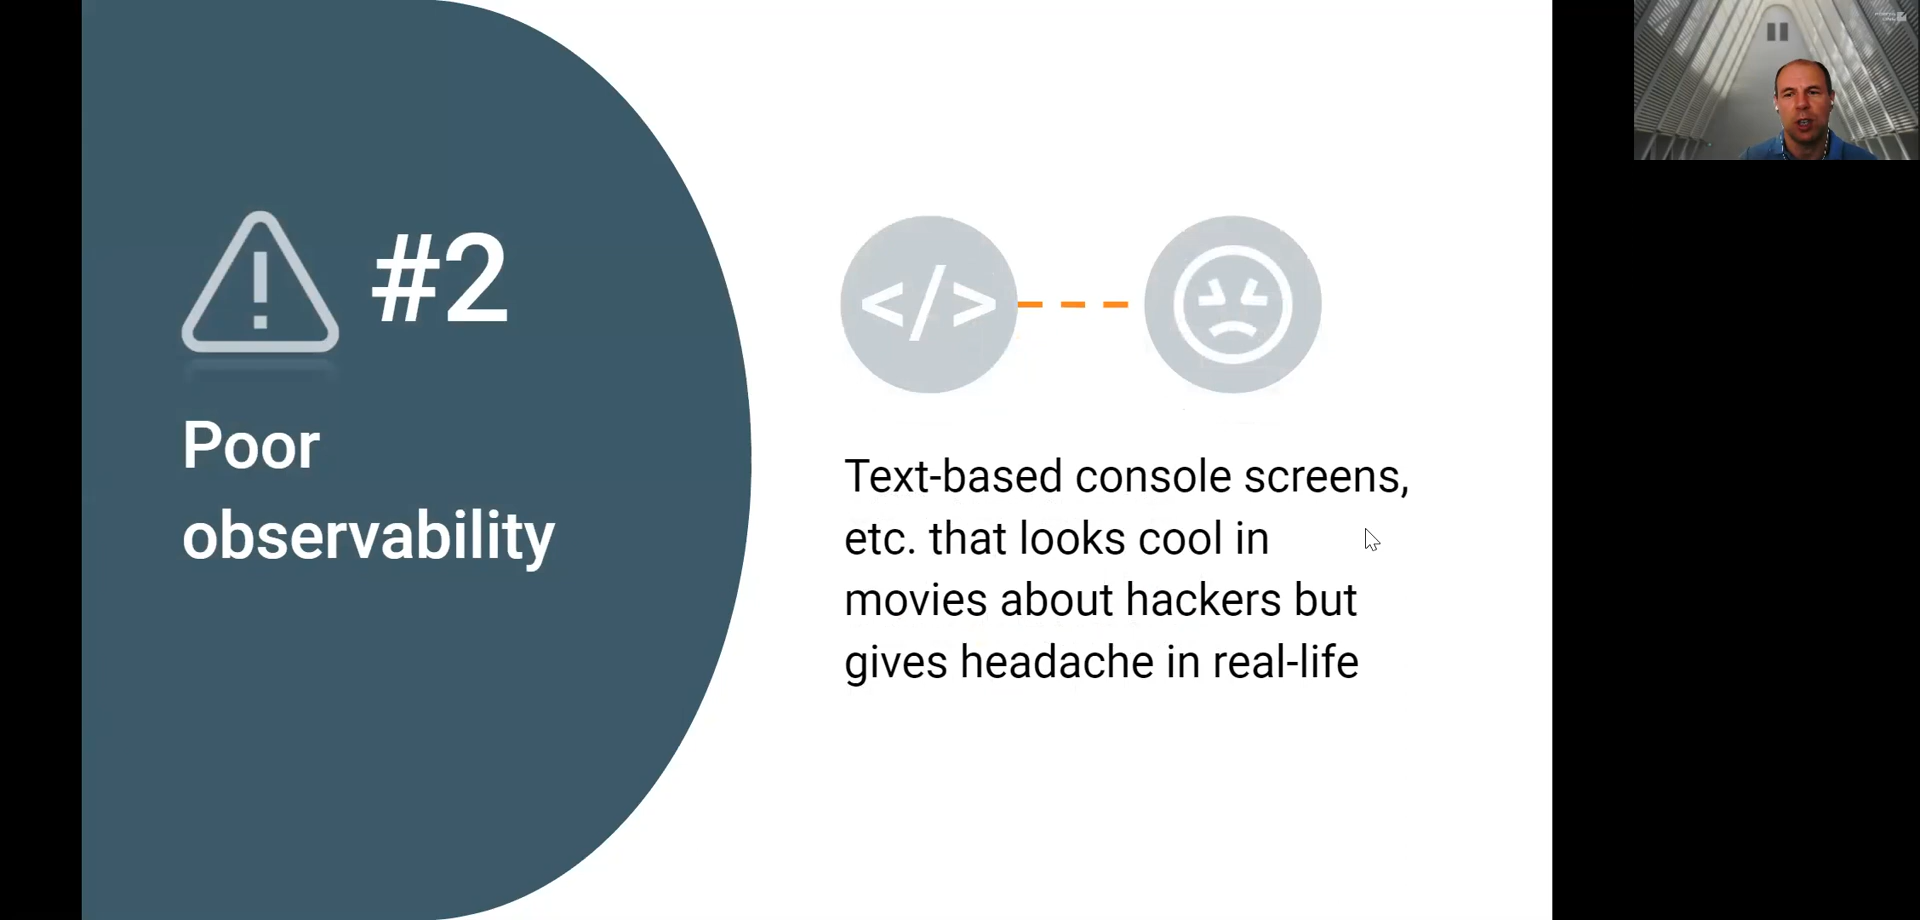 #2
Poor
observability
</>
Text-based console screens,
etc. that looks cool in
movies about hackers but
gives headache in real-life